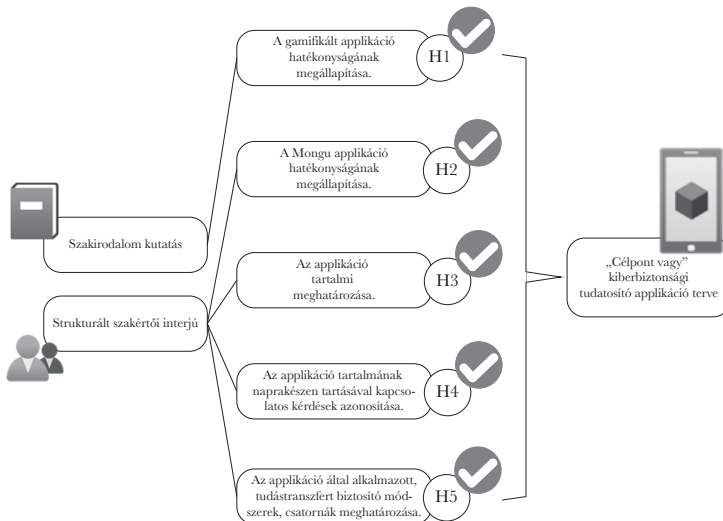 A gamifikált applikáció
hatékonyságának
megállapítása.
H1
A Mongu applikáció
hatékonyságának
megállapítása.
H2
Szakirodalom kutatás
Az applikáció
tartalmi
meghatározása.
H3
„Célpont vagy”
kiberbiztonsági
tudatosító applikáció terve
Strukturált szakértői interjú
Az applikáció tartalmának
naprakészen tartásával kapcso-
latos kérdések azonosítása.
H4
Az applikáció által alkalmazott,
tudástranszfert biztosító mód-
szerek, csatornák meghatározása.
H5